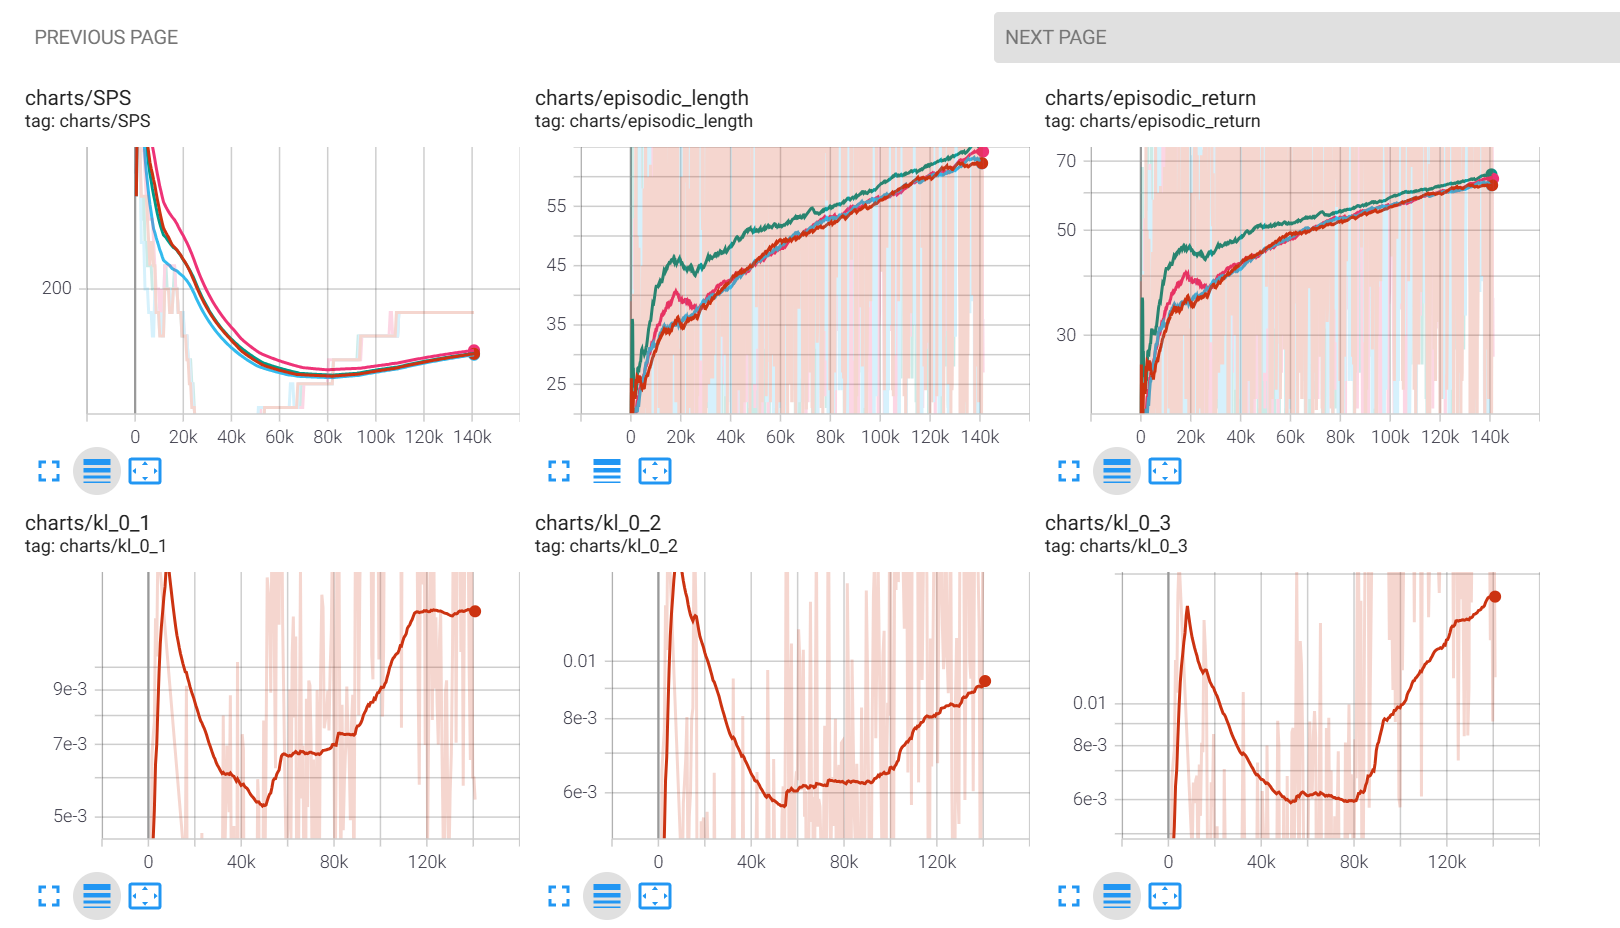 PREVIOUS PAGE
NEXT PAGE
charts/SPS
tag: charts/SPS
200
0 20k 40k 60k 80k 100k 120k 140k
charts/episodic_length
tag: charts/episodic_length
55
45
35
25
0 20k 40k 60k 80k 100k 120k 140k
charts/episodic_return
tag: charts/episodic_return
70
50
30
0 20k 40k 60k 80k 100k 120k 140k
charts/kl_0_1
tag: charts/kl_0_1
9e-3
7e-3
5e-3
0 40k 80k 120k
charts/kl_0_2
tag: charts/kl_0_2
0.01
8e-3
6e-3
0 40k 80k 120k
charts/kl_0_3
tag: charts/kl_0_3
0.01
8e-3
6e-3
0 40k 80k 120k